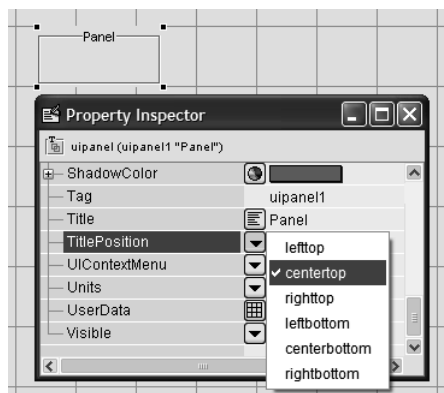 Panel
Property Inspector
uipanel (uipanel1 "Panel")
ShadowColor
Tag uipanel1
Title Panel
TitlePosition
UIContextMenu
Units
UserData
Visible
lefttop
centertop
righttop
leftbottom
centerbottom
rightbottom